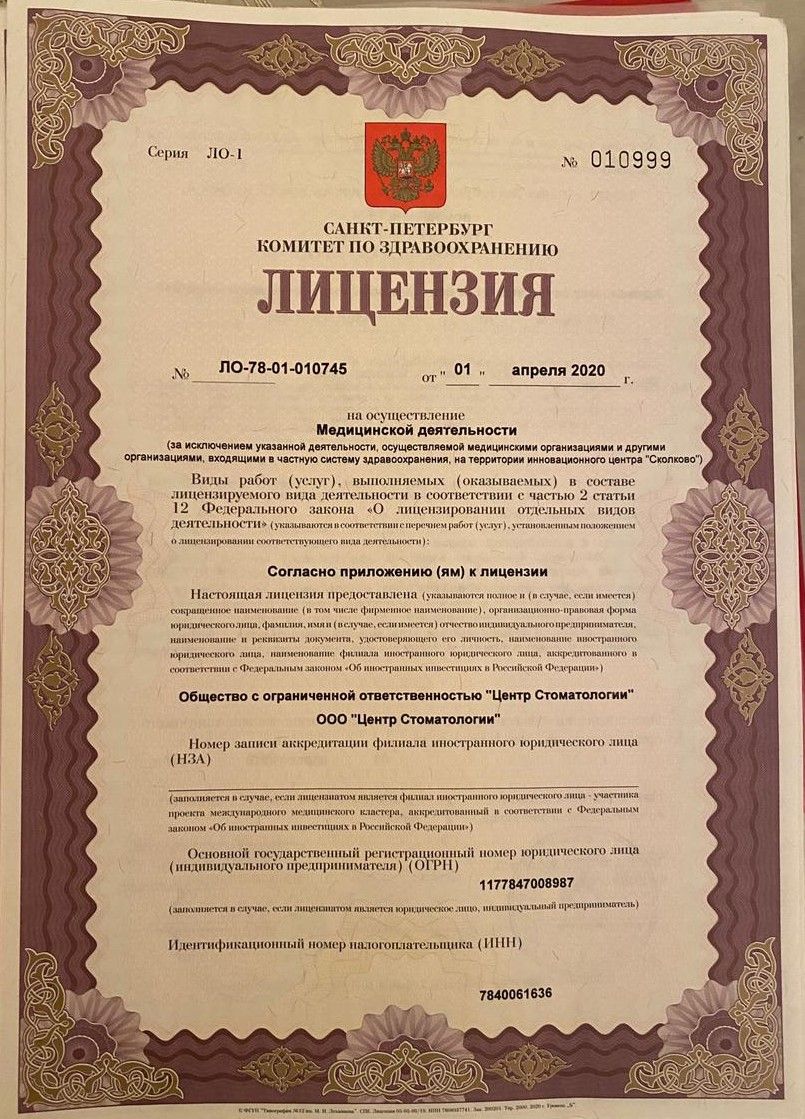 Серия ЛО-1
№ 010999
САНКТ-ПЕТЕРБУРГ
КОМИТЕТ ПО ЗДРАВООХРАНЕНИЮ
ЛИЦЕНЗИЯ
№ ЛО-78-01-010745 от " 01 " апреля 2020 г.
на осуществление
Медицинской деятельности
(за исключением указанной деятельности, осуществляемой медицинскими организациями и другими
организациями, входящими в частную систему здравоохранения, на территории инновационного центра "Сколково")
Виды работ (услуг), выполняемых (оказываемых) в составе
лицензируемого вида деятельности в соответствии с частью 2 статьи
12 Федерального закона «О лицензировании отдельных видов
деятельности» (указываются в соответствии с перечнем работ (услуг), установленным положением
о лицензировании соответствующего вида деятельности):
Согласно приложению (ям) к лицензии
Настоящая лицензия предоставлена (указываются полное и (в случае, если имеется)
сокращенное наименование (в том числе фирменное наименование), организационно-правовая форма
юридического лица, фамилия, имя и (в случае, если имеется) отчество индивидуального предпринимателя,
наименование и реквизиты документа, удостоверяющего его личность, наименование иностранного
юридического лица, наименование филиала иностранного юридического лица, аккредитованного в
соответствии с Федеральным законом «Об иностранных инвестициях в Российской Федерации»)
Общество с ограниченной ответственностью "Центр Стоматологии"
ООО "Центр Стоматологии"
Номер записи аккредитации филиала иностранного юридического лица
(НЗА)
(заполняется в случае, если лицензиатом является филиал иностранного юридического лица - участника
проекта международного медицинского кластера, аккредитованный в соответствии с Федеральным
законом «Об иностранных инвестициях в Российской Федерации»)
Основной государственный регистрационный номер юридического лица
(индивидуального предпринимателя) (ОГРН)
1177847008987
(заполняется в случае, если лицензиатом является юридическое лицо, индивидуальный предприниматель)
Идентификационный номер налогоплательщика (ИНН)
7840061636